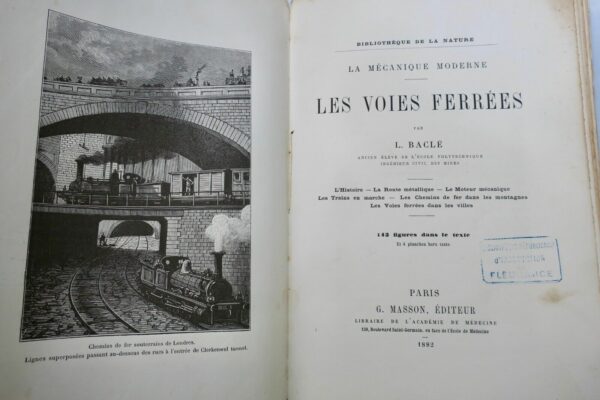 Chemins de fer souterrains de Londres.
Lignes superposées passant au-dessous des rues à l'entrée de Clerkenwel tunnel.
BIBLIOTHÈQUE DE LA NATURE
LA MÉCANIQUE MODERNE
LES VOIES FERRÉES
PAR
L. BACLÉ
ANCIEN ÉLÈVE DE L'ÉCOLE POLYTECHNIQUE
INGÉNIEUR CIVIL DES MINES
L'Histoire — La Route métallique — Le Moteur mécanique
Les Trains en marche — Les Chemins de fer dans les montagnes
Les Voies ferrées dans les villes
143 figures dans le texte
Et 4 planches hors texte
FLEURANCE
PARIS
G. MASSON, ÉDITEUR
LIBRAIRE DE L'ACADÉMIE DE MÉDECINE
120, Boulevard Saint-Germain, en face de l'École de Médecine
1882